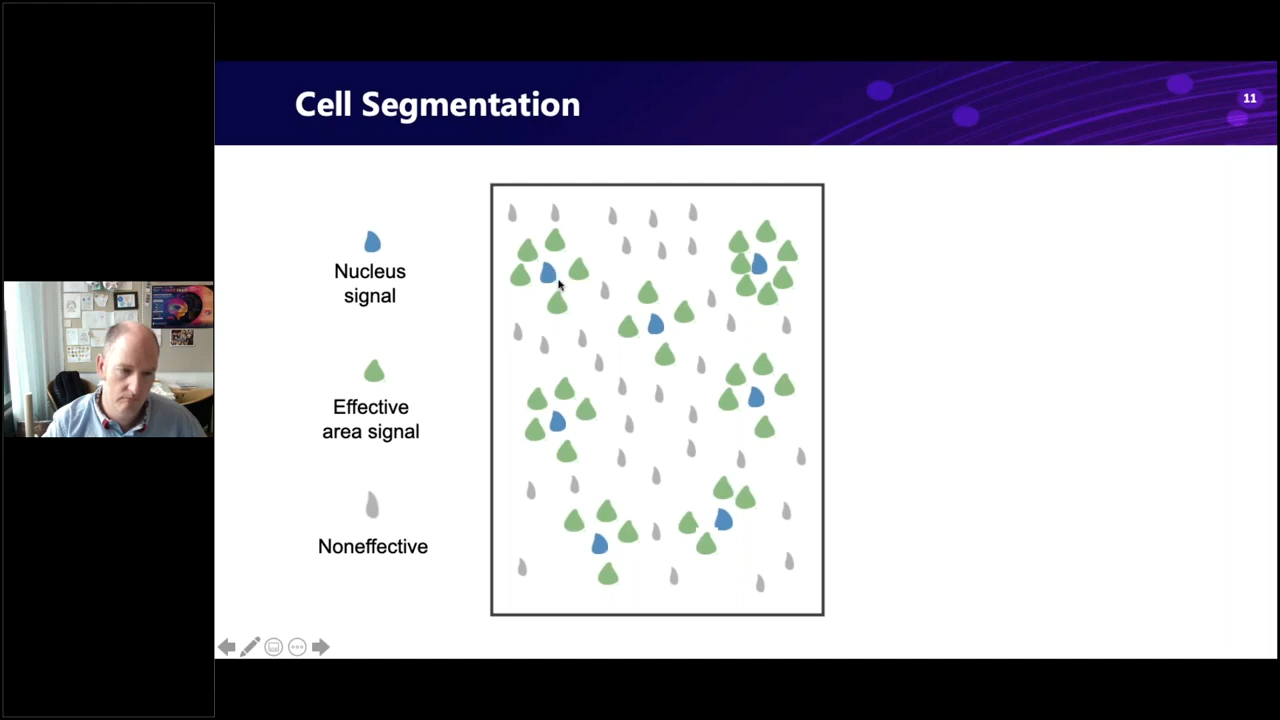 Cell Segmentation
11
Nucleus
signal
Effective
area signal
Noneffective